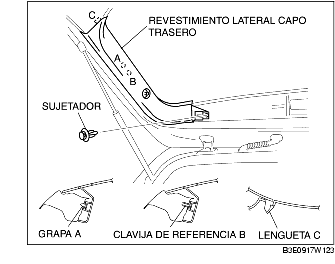 C
REVESTIMIENTO LATERAL CAPO
TRASERO
A
B
SUJETADOR
GRAPA A
CLAVIJA DE REFERENCIA B
LENGUETA C
B3E0917W123